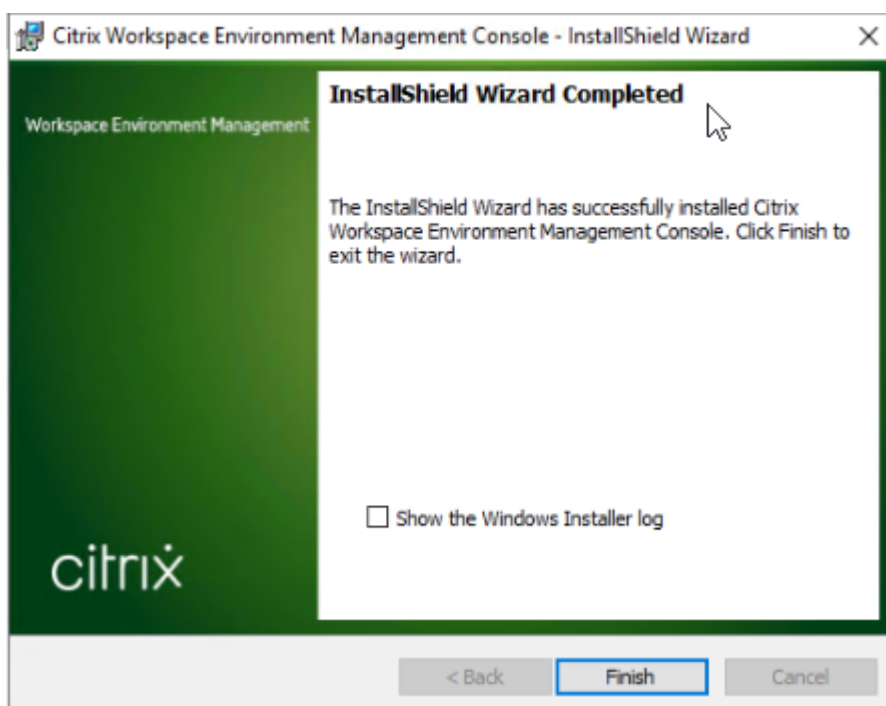 Citrix Workspace Environment Management Console - InstallShield Wizard
Workspace Environment Management
InstallShield Wizard Completed
The InstallShield Wizard has successfully installed Citrix
Workspace Environment Management Console. Click Finish to
exit the wizard.
Show the Windows Installer log
citrix
< Back
Finish
Cancel